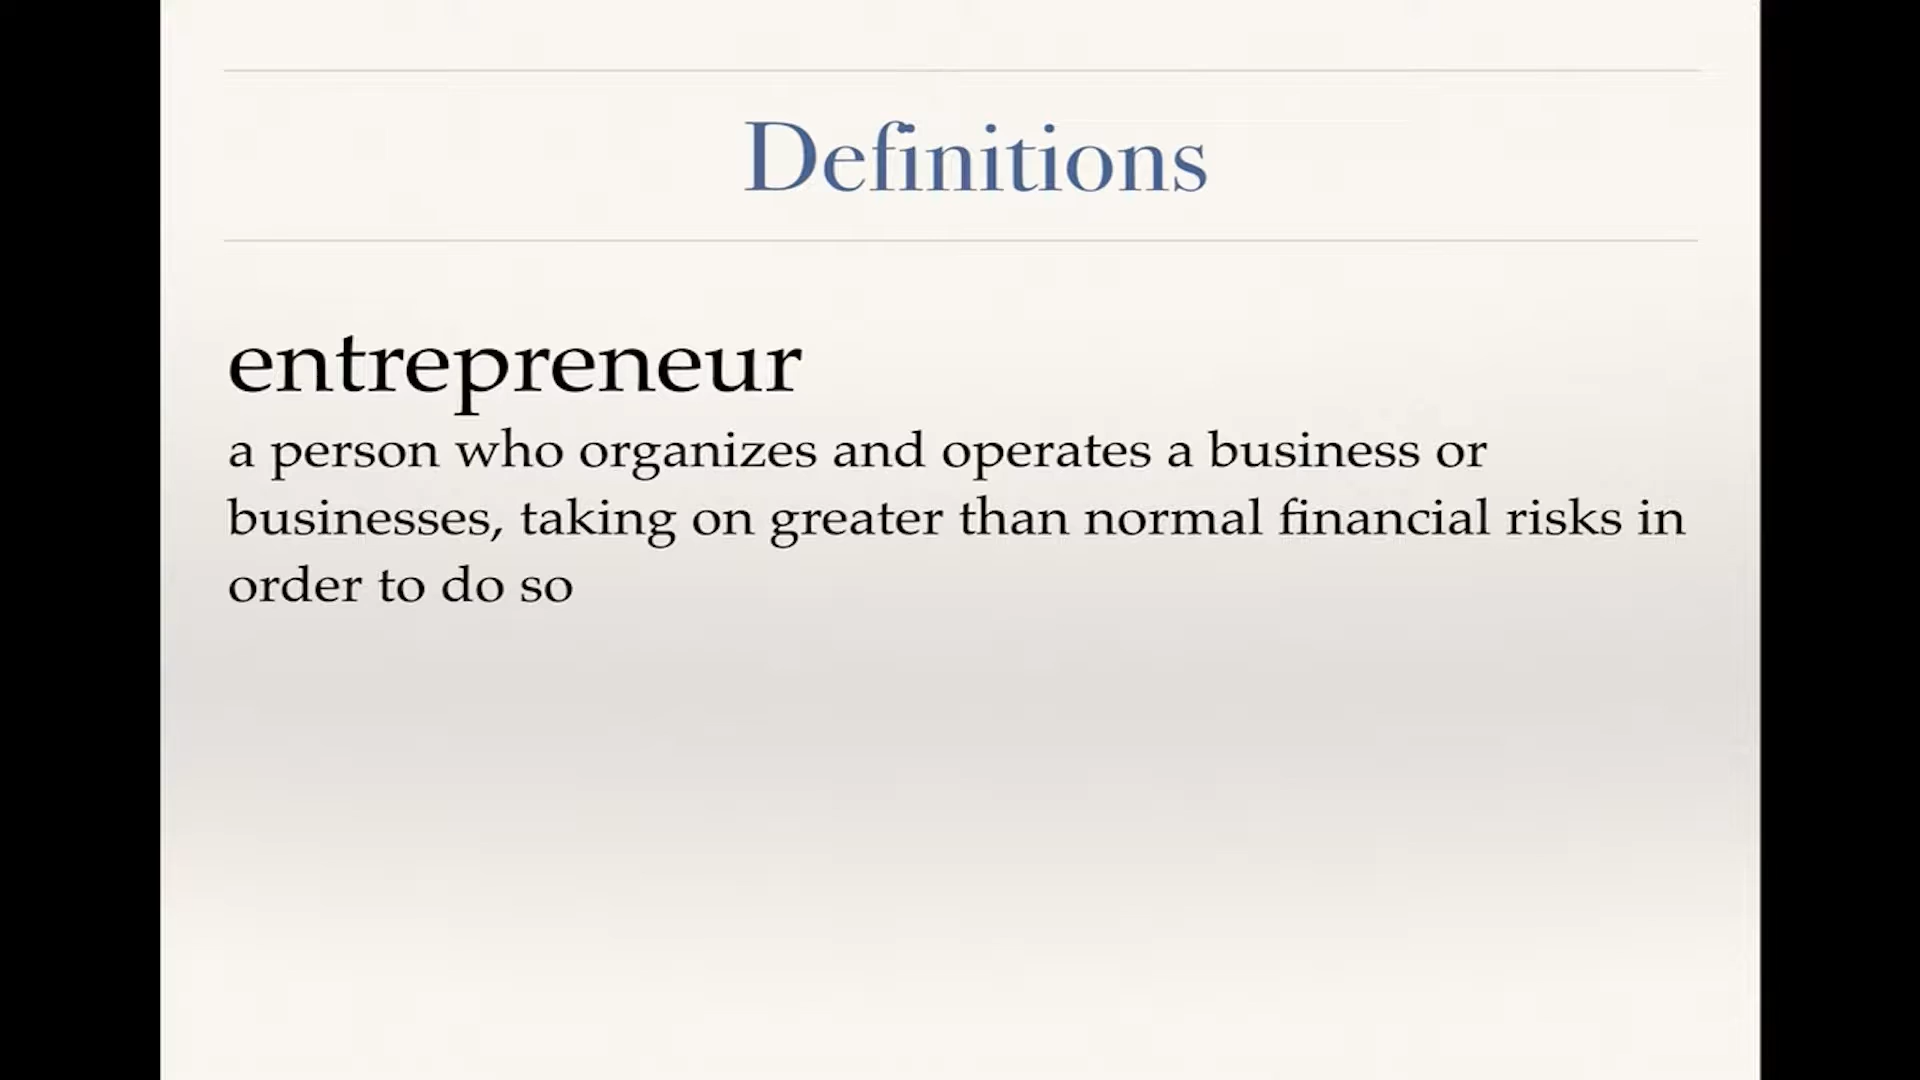 Definitions
entrepreneur
a person who organizes and operates a business or
businesses, taking on greater than normal financial risks in
order to do so